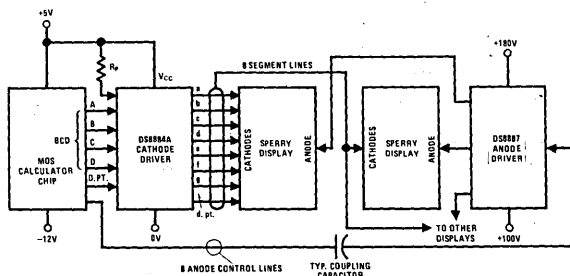 +5V
+180V
8 SEGMENT LINES
Rp
VCC
A
B
C
D
D. PT.
BCD
MOS
CALCULATOR
CHIP
DS8884A
CATHODE
DRIVER
a
b
c
d
e
f
g
d. pt.
CATHODES
SPERRY
DISPLAY
ANODE
CATHODES
SPERRY
DISPLAY
ANODE
DS8887
ANODE
DRIVER
-12V
0V
TO OTHER
DISPLAYS
+100V
8 ANODE CONTROL LINES
TYP. COUPLING
CAPACITOR